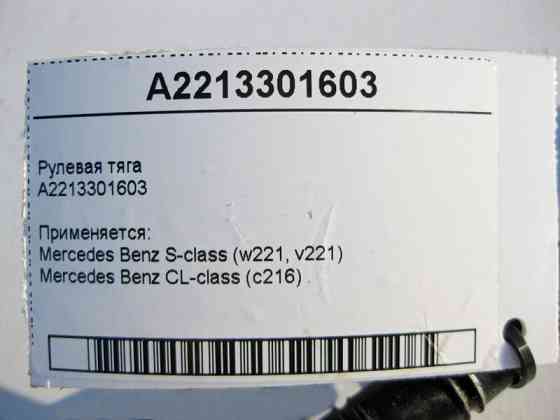 A2213301603
Рулевая тяга
A2213301603
Применяется:
Mercedes Benz S-class (w221, v221)
Mercedes Benz CL-class (c216)